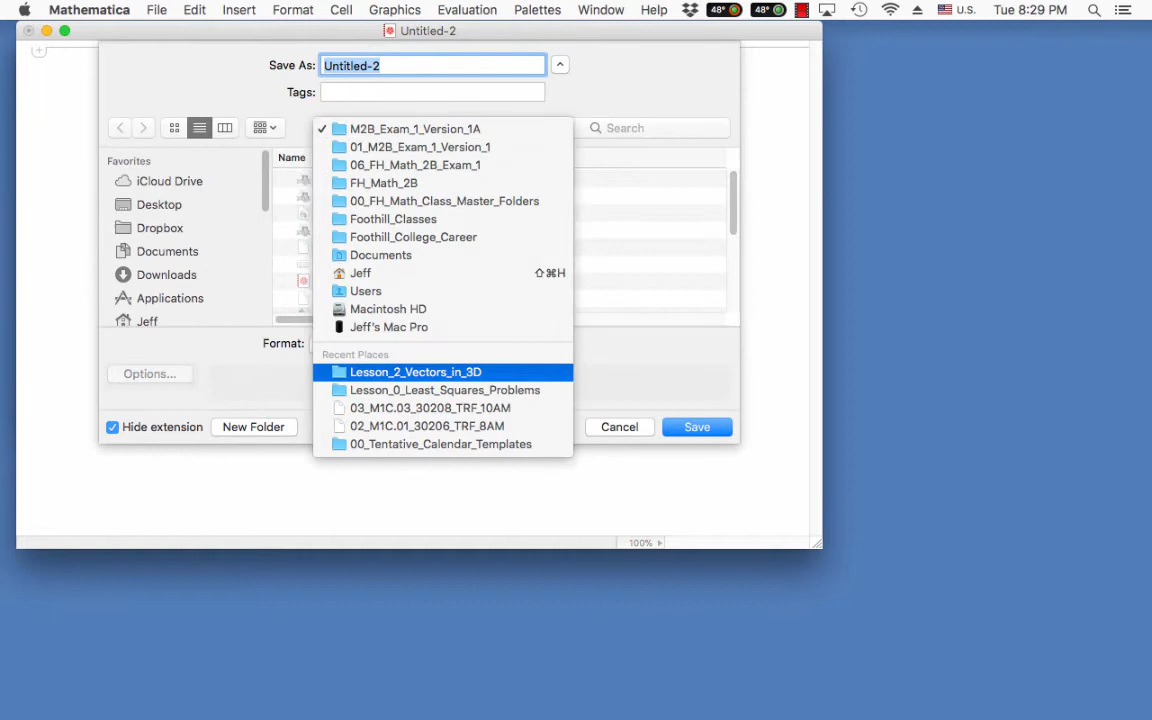 Mathematica File Edit Insert Format Cell Graphics Evaluation Palettes Window Help 48° 48° U.S. Tue 8:29 PM
Untitled-2
Save As: Untitled-2
Tags:
Search
Favorites
iCloud Drive
Desktop
Dropbox
Documents
Downloads
Applications
Jeff
Name
✓ M2B_Exam_1_Version_1A
01_M2B_Exam_1_Version_1
06_FH_Math_2B_Exam_1
FH_Math_2B
00_FH_Math_Class_Master_Folders
Foothill_Classes
Foothill_College_Career
Documents
Jeff ⇧⌘H
Users
Macintosh HD
Jeff's Mac Pro
Recent Places
Lesson_2_Vectors_in_3D
Lesson_0_Least_Squares_Problems
03_M1C.03_30208_TRF_10AM
02_M1C.01_30206_TRF_8AM
00_Tentative_Calendar_Templates
Format:
Options...
Hide extension New Folder Cancel Save
100%